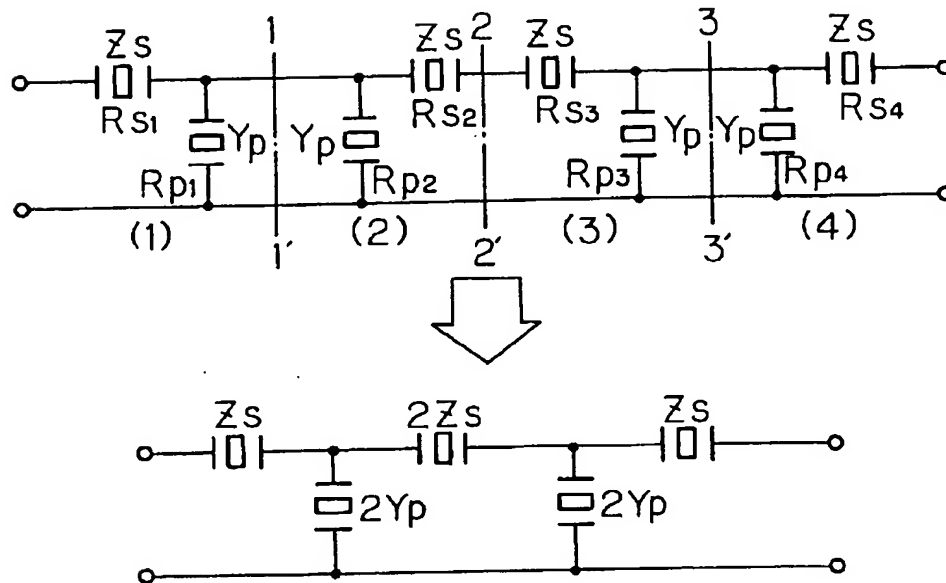 1 2 3
Zs Zs Zs Zs
Rs1 Yp Yp Rs2 Rs3 Yp Yp Rs4
Rp1 Rp2 Rp3 Rp4
(1) (2) (3) (4)
1' 2' 3'
Zs 2Zs Zs
2Yp 2Yp